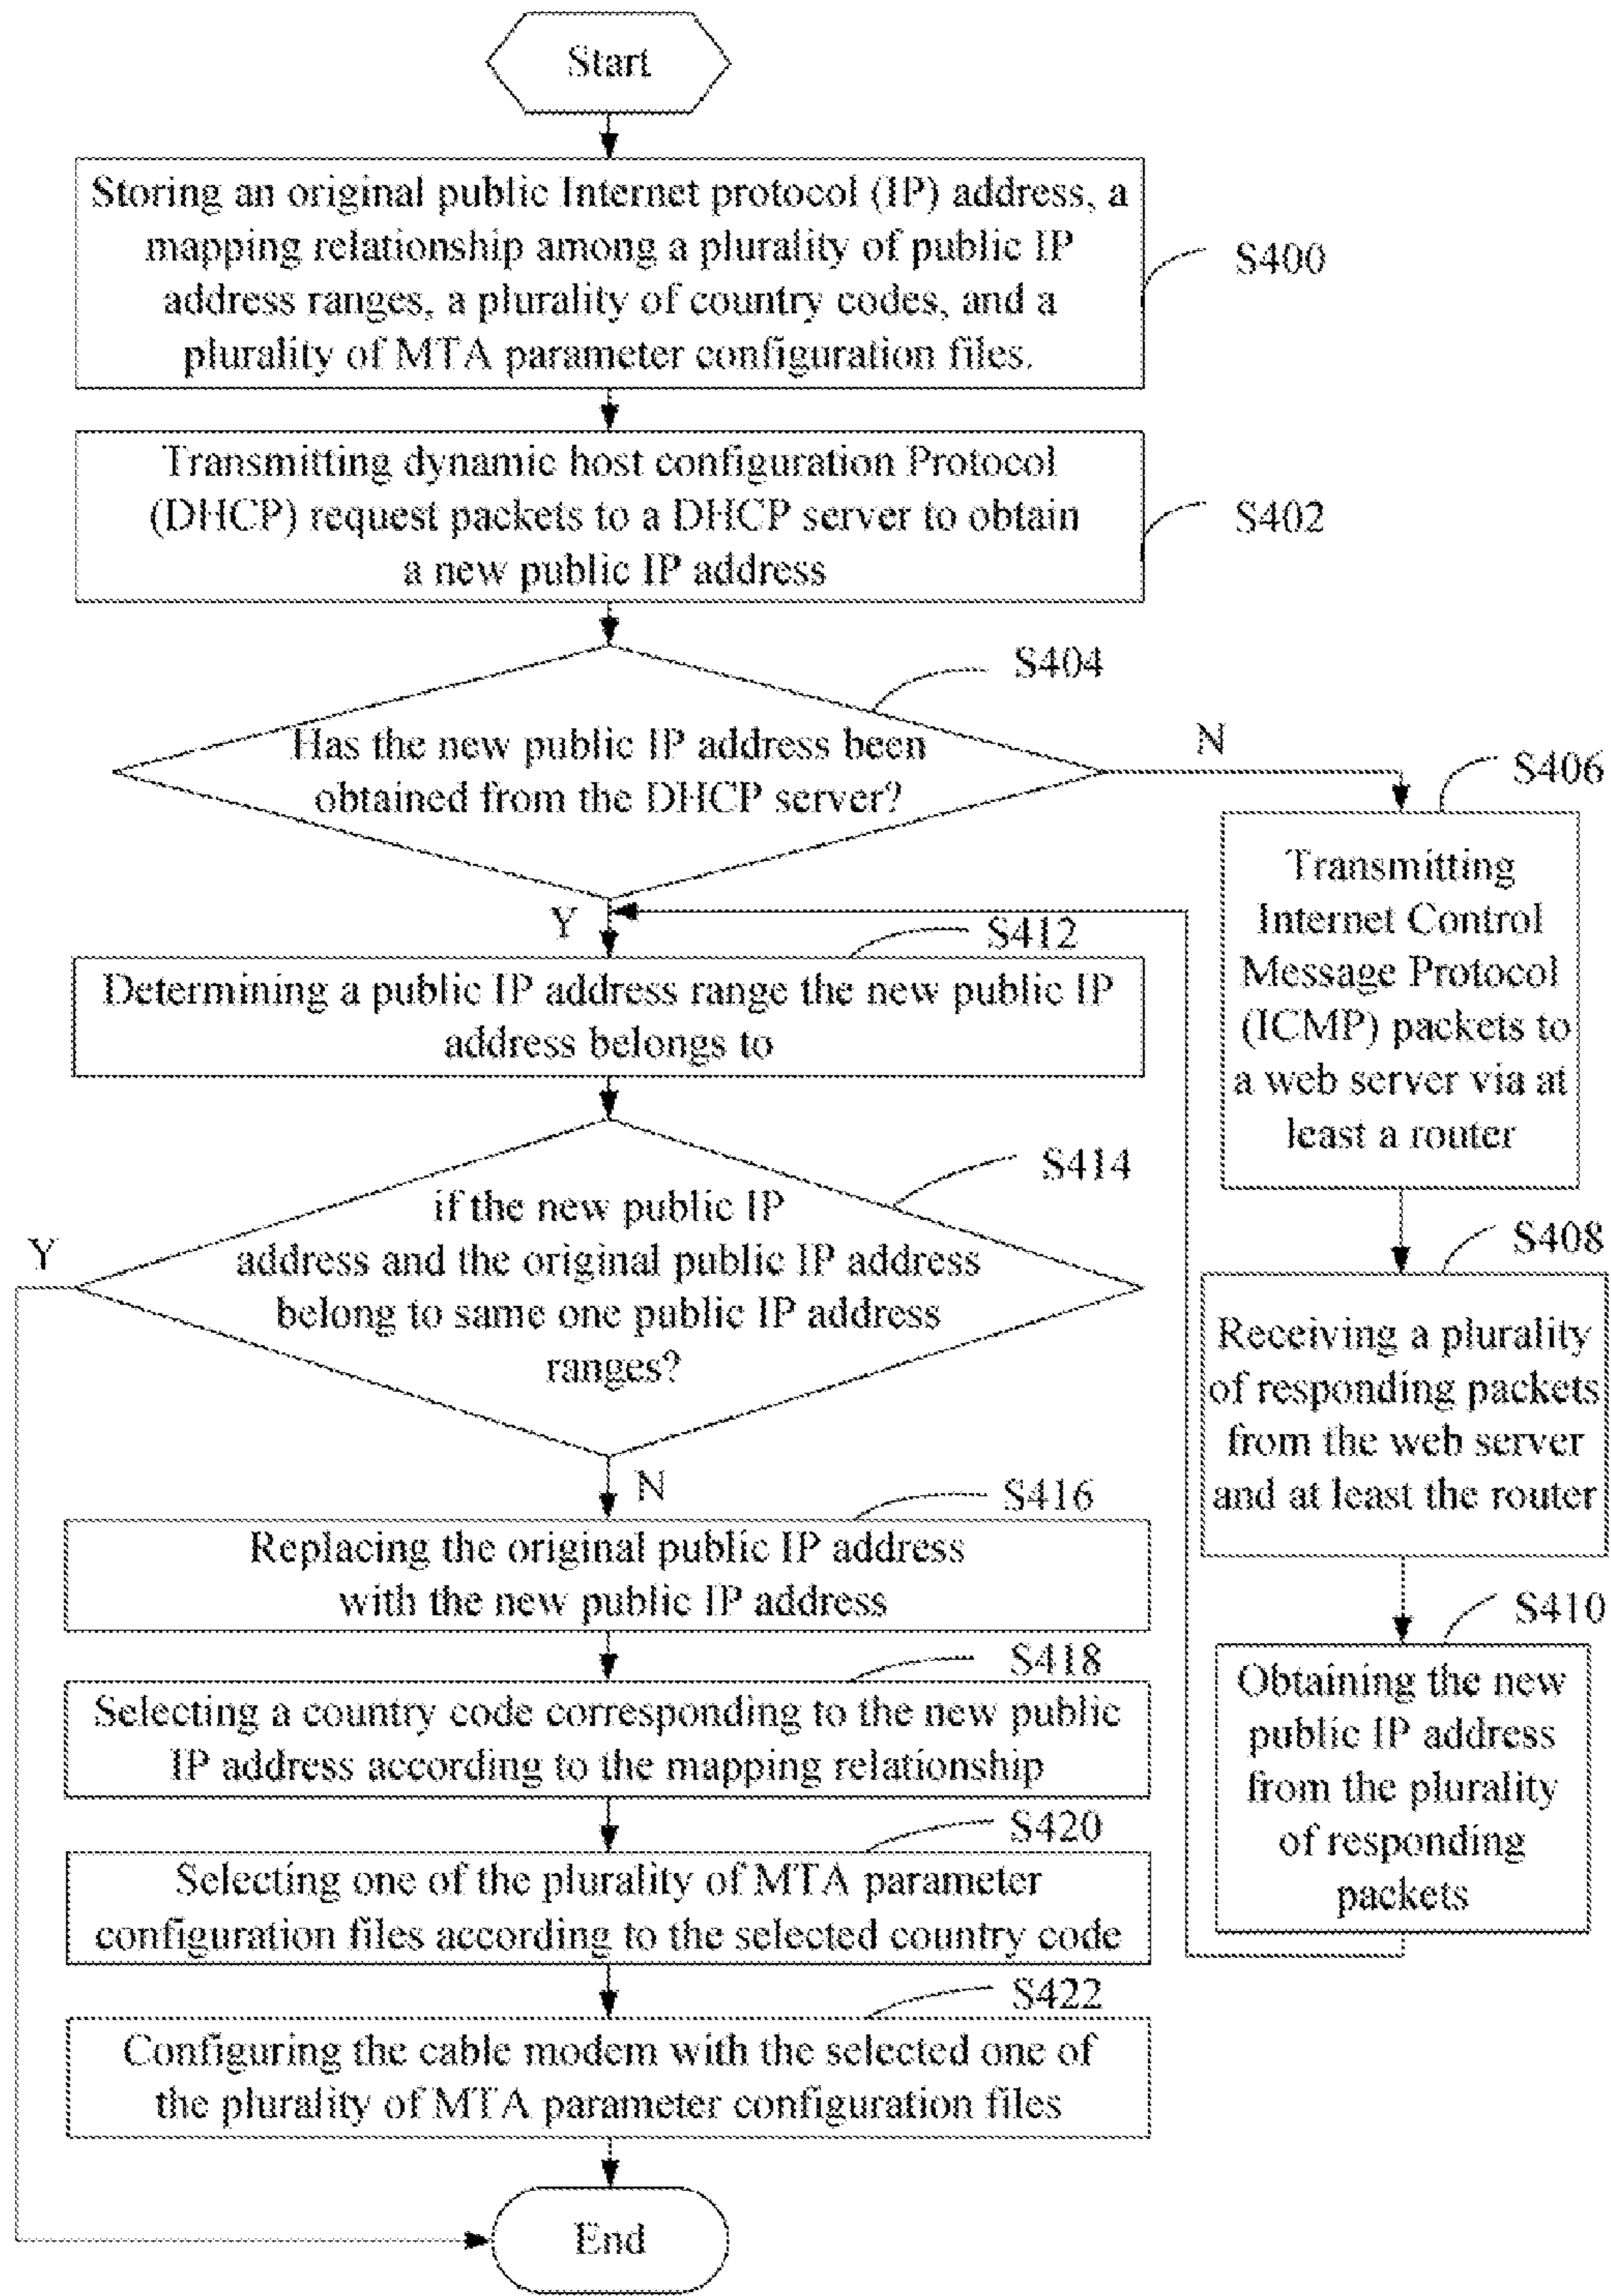 Start
Storing an original public Internet protocol (IP) address, a
mapping relationship among a plurality of public IP
address ranges, a plurality of country codes, and a
plurality of MTA parameter configuration files.
S400
Transmitting dynamic host configuration Protocol
(DHCP) request packets to a DHCP server to obtain
a new public IP address
S402
S404
Has the new public IP address been
obtained from the DHCP server?
N
Y
S406
Transmitting
Internet Control
Message Protocol
(ICMP) packets to
a web server via at
least a router
S408
Receiving a plurality
of responding packets
from the web server
and at least the router
S410
Obtaining the new
public IP address
from the plurality
of responding
packets
S412
Determining a public IP address range the new public IP
address belongs to
S414
if the new public IP
address and the original public IP address
belong to same one public IP address
ranges?
Y
N
S416
Replacing the original public IP address
with the new public IP address
S418
Selecting a country code corresponding to the new public
IP address according to the mapping relationship
S420
Selecting one of the plurality of MTA parameter
configuration files according to the selected country code
S422
Configuring the cable modem with the selected one of
the plurality of MTA parameter configuration files
End